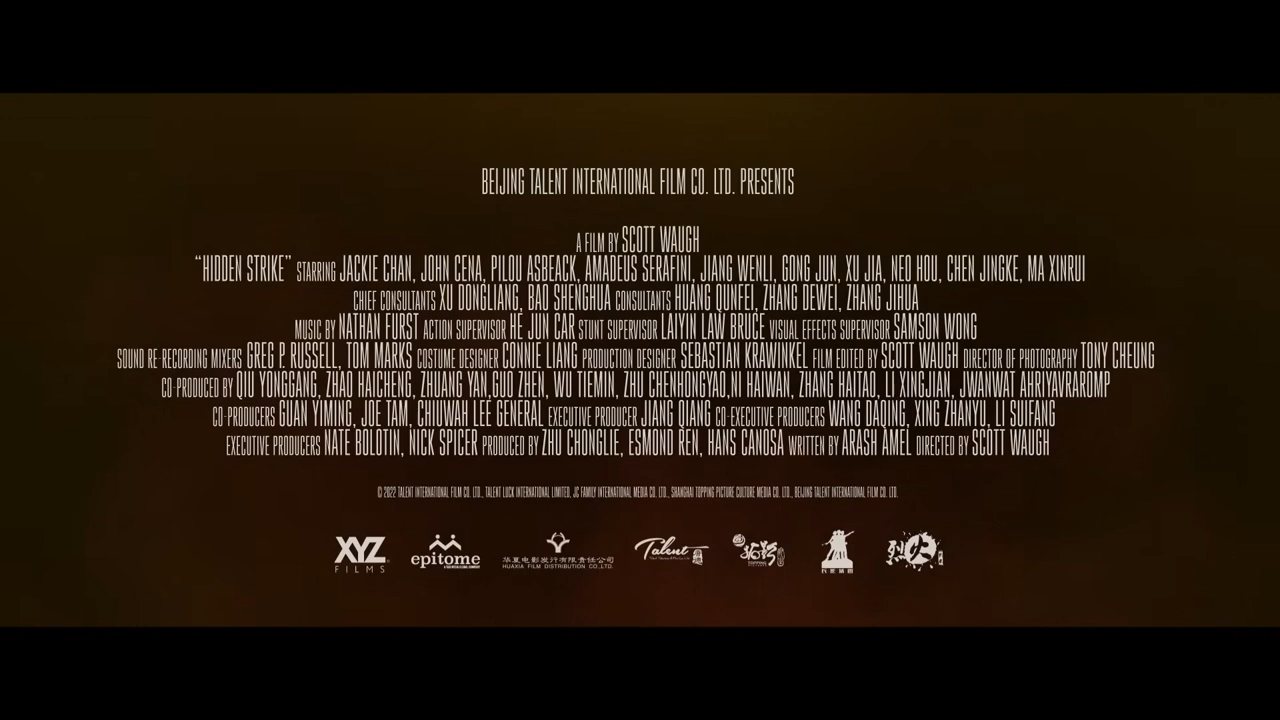 BEIJING TALENT INTERNATIONAL FILM CO. LTD. PRESENTS
A FILM BY SCOTT WAUGH
“HIDDEN STRIKE” STARRING JACKIE CHAN, JOHN CENA, PILOU ASBEACK, AMADEUS SERAFINI, JIANG WENLI, GONG JUN, XU JIA, NEO HOU, CHEN JINGKE, MA XINRUI
CHIEF CONSULTANTS XU DONGLIANG, BAO SHENGHUA CONSULTANTS HUANG QUNFEI, ZHANG DEWEI, ZHANG JIHUA
MUSIC BY NATHAN FURST ACTION SUPERVISOR HE JUN CAR STUNT SUPERVISOR LAIYIN LAW BRUCE VISUAL EFFECTS SUPERVISOR SAMSON WONG
SOUND RE-RECORDING MIXERS GREG P. RUSSELL, TOM MARKS COSTUME DESIGNER CONNIE LIANG PRODUCTION DESIGNER SEBASTIAN KRAWINKEL FILM EDITED BY SCOTT WAUGH DIRECTOR OF PHOTOGRAPHY TONY CHEUNG
CO-PRODUCED BY QIU YONGGANG, ZHAO HAICHENG, ZHUANG YAN,GUO ZHEN, WU TIEMIN, ZHU CHENHONGYAO,NI HAIWAN, ZHANG HAITAO, LI XINGJIAN, JWANWAT AHRIYAVRAROMP
CO-PRODUCERS GUAN YIMING, JOE TAM, CHIUWAH LEE GENERAL EXECUTIVE PRODUCER JIANG QIANG CO-EXECUTIVE PRODUCERS WANG DAQING, XING ZHANYU, LI SUIFANG
EXECUTIVE PRODUCERS NATE BOLOTIN, NICK SPICER PRODUCED BY ZHU CHONGLIE, ESMOND REN, HANS CANOSA WRITTEN BY ARASH AMEL DIRECTED BY SCOTT WAUGH
© 2022 TALENT INTERNATIONAL FILM CO. LTD., TALENT LUCK INTERNATIONAL LIMITED, JC FAMILY INTERNATIONAL MEDIA CO. LTD., SHANGHAI TOPPING PICTURE CULTURE MEDIA CO. LTD., BEIJING TALENT INTERNATIONAL FILM CO. LTD.
XYZ FILMS
epitome
华夏电影发行有限责任公司
HUAXIA FILM DISTRIBUTION CO.,LTD.
Talent
烈火